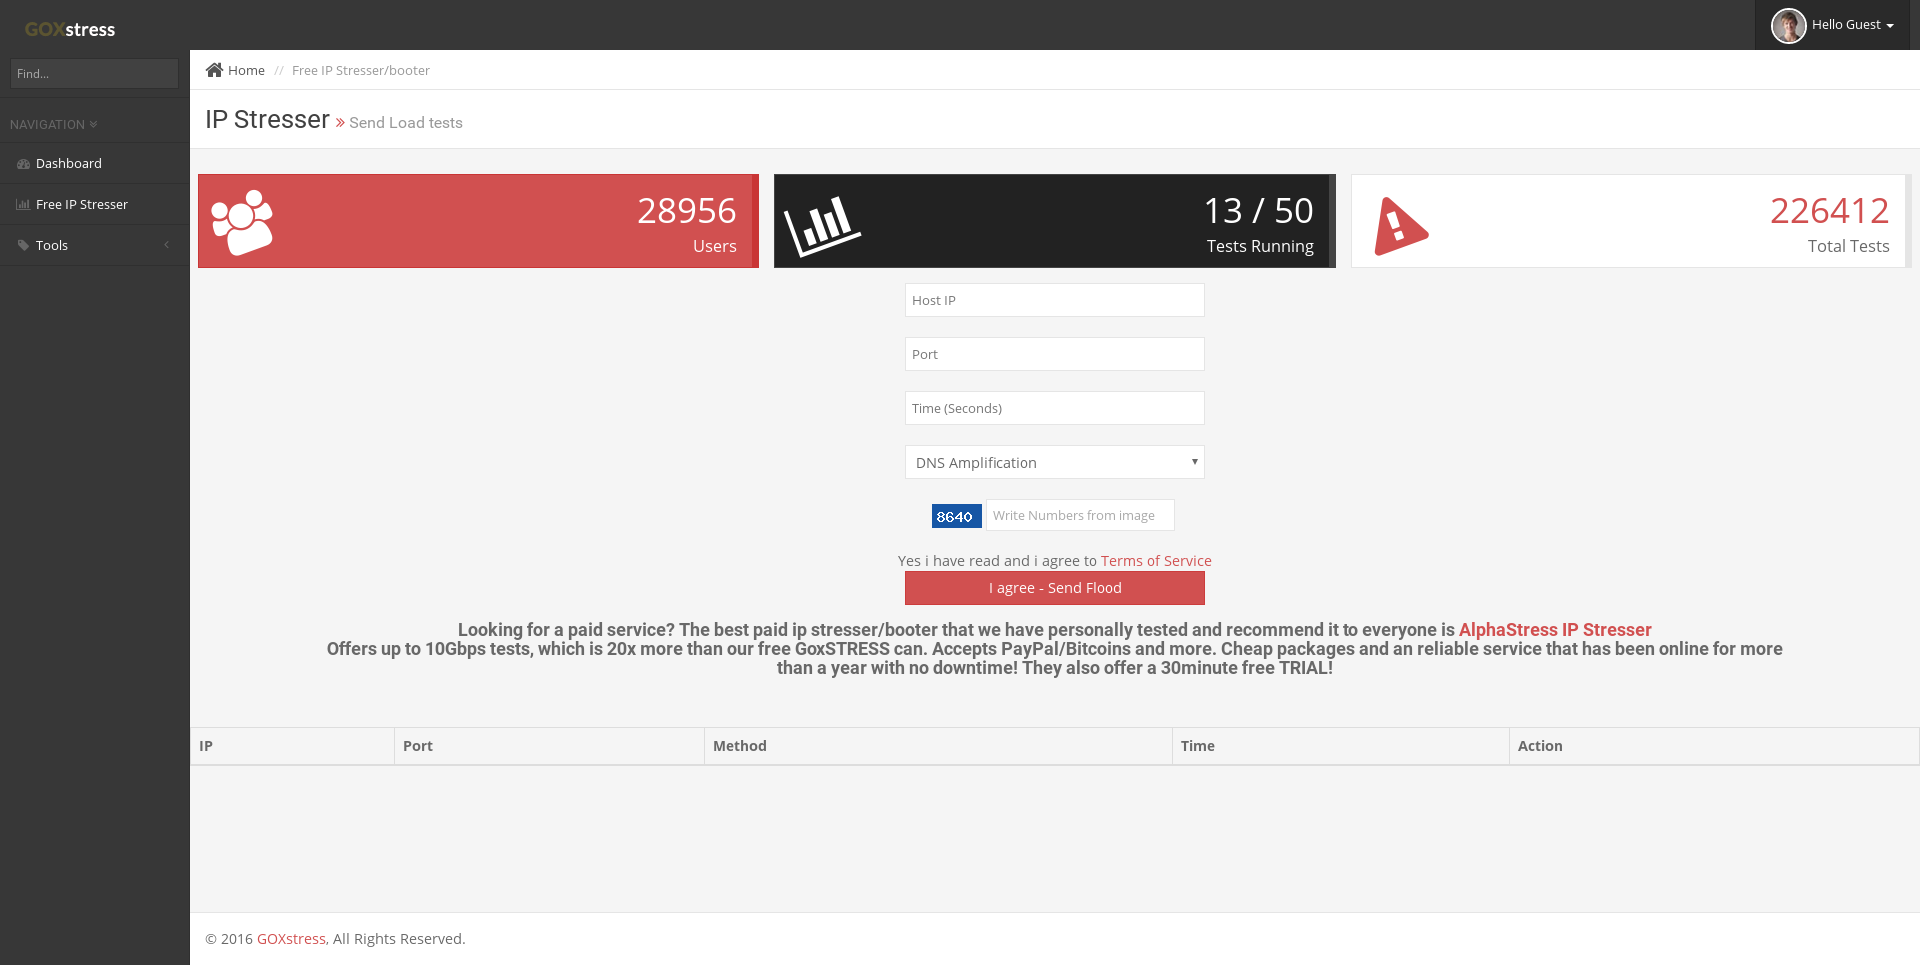 GOXstress
Hello Guest
Find...
Home // Free IP Stresser/booter
IP Stresser » Send Load tests
NAVIGATION
Dashboard
Free IP Stresser
Tools
28956
Users
13 / 50
Tests Running
226412
Total Tests
Host IP
Port
Time (Seconds)
DNS Amplification
8640 Write Numbers from image
Yes i have read and i agree to Terms of Service
I agree - Send Flood
Looking for a paid service? The best paid ip stresser/booter that we have personally tested and recommend it to everyone is AlphaStress IP Stresser
Offers up to 10Gbps tests, which is 20x more than our free GoxSTRESS can. Accepts PayPal/Bitcoins and more. Cheap packages and an reliable service that has been online for more
than a year with no downtime! They also offer a 30minute free TRIAL!
IP Port Method Time Action
© 2016 GOXstress, All Rights Reserved.